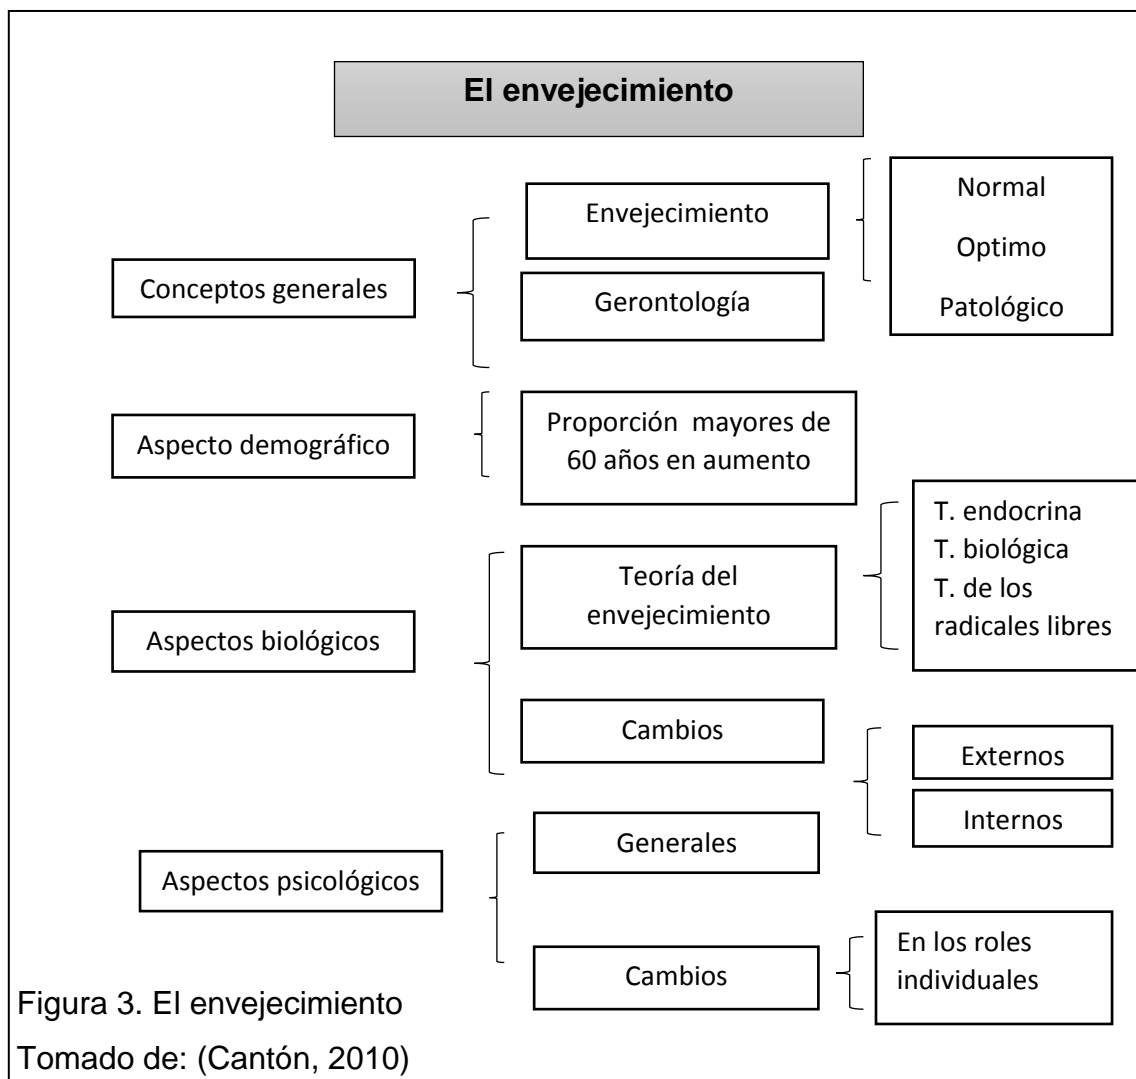 El envejecimiento
Conceptos generales
Envejecimiento
Normal
Optimo
Patológico
Gerontología
Aspecto demográfico
Proporción mayores de
60 años en aumento
Aspectos biológicos
Teoría del
envejecimiento
T. endocrina
T. biológica
T. de los
radicales libres
Cambios
Externos
Internos
Aspectos psicológicos
Generales
Cambios
En los roles
individuales
Figura 3. El envejecimiento
Tomado de: (Cantón, 2010)